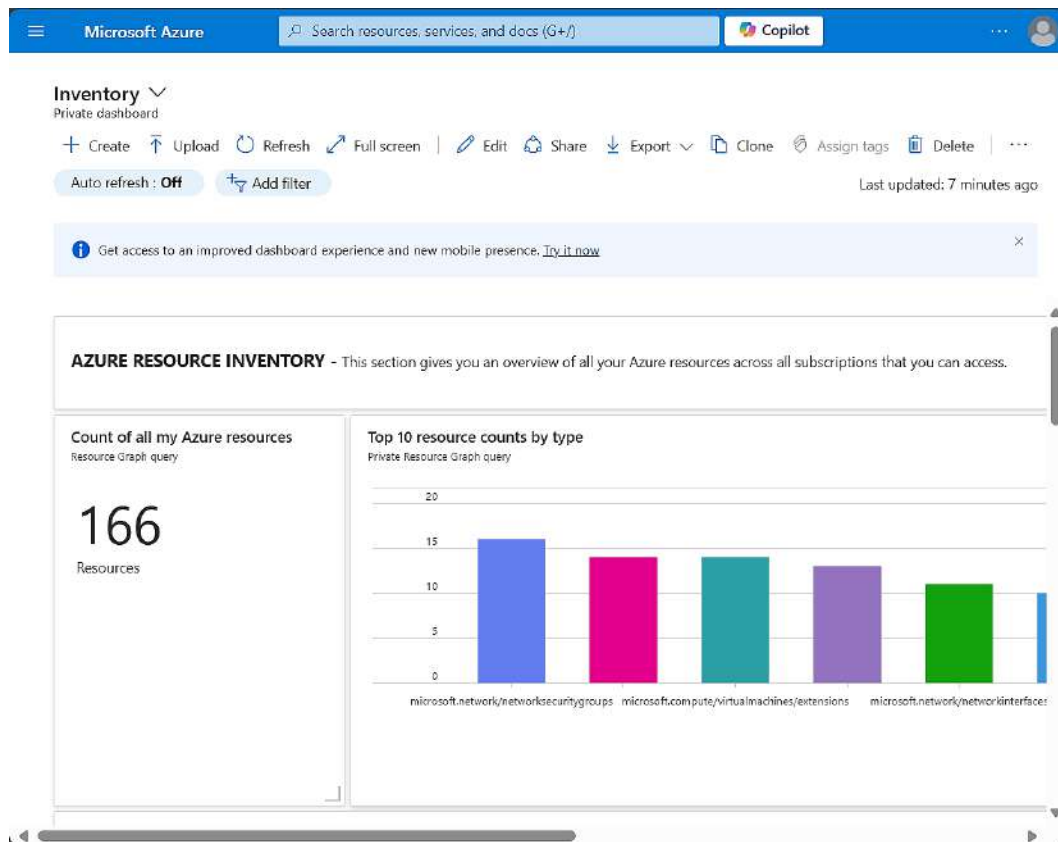 Microsoft Azure
Search resources, services, and docs (G+/)
Copilot
...
Inventory
Private dashboard
Create Upload Refresh Full screen Edit Share Export Clone Assign tags Delete ...
Auto refresh : Off Add filter
Last updated: 7 minutes ago
Get access to an improved dashboard experience and new mobile presence. Try it now
AZURE RESOURCE INVENTORY - This section gives you an overview of all your Azure resources across all subscriptions that you can access.
Count of all my Azure resources
Resource Graph query
166
Resources
Top 10 resource counts by type
Private Resource Graph query
20
15
10
5
0
microsoft.network/networksecuritygroups microsoft.compute/virtualmachines/extensions microsoft.network/networkinterfaces